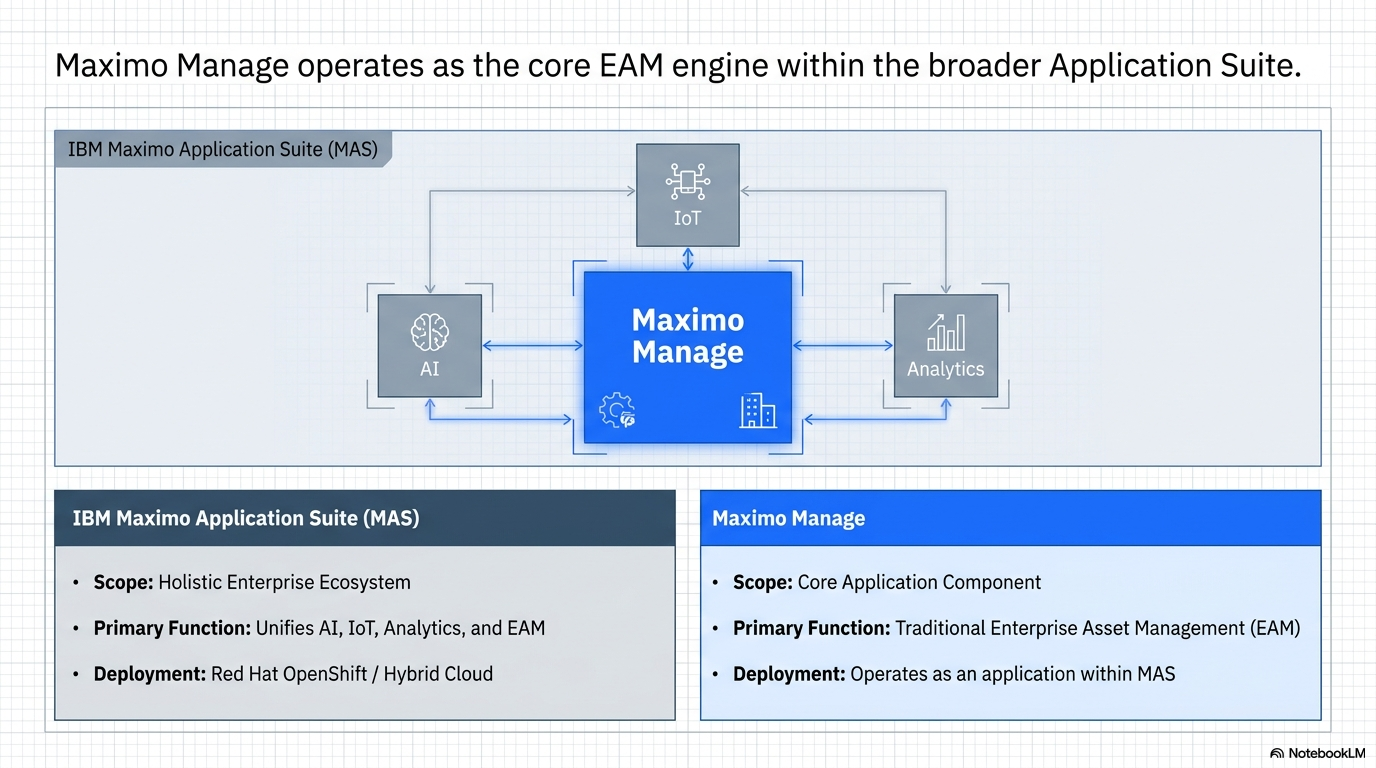 Maximo Manage operates as the core EAM engine within the broader Application Suite.
IBM Maximo Application Suite (MAS)
IoT
AI
Maximo
Manage
Analytics
IBM Maximo Application Suite (MAS)
• Scope: Holistic Enterprise Ecosystem
• Primary Function: Unifies AI, IoT, Analytics, and EAM
• Deployment: Red Hat OpenShift / Hybrid Cloud
Maximo Manage
• Scope: Core Application Component
• Primary Function: Traditional Enterprise Asset Management (EAM)
• Deployment: Operates as an application within MAS
NotebookLM